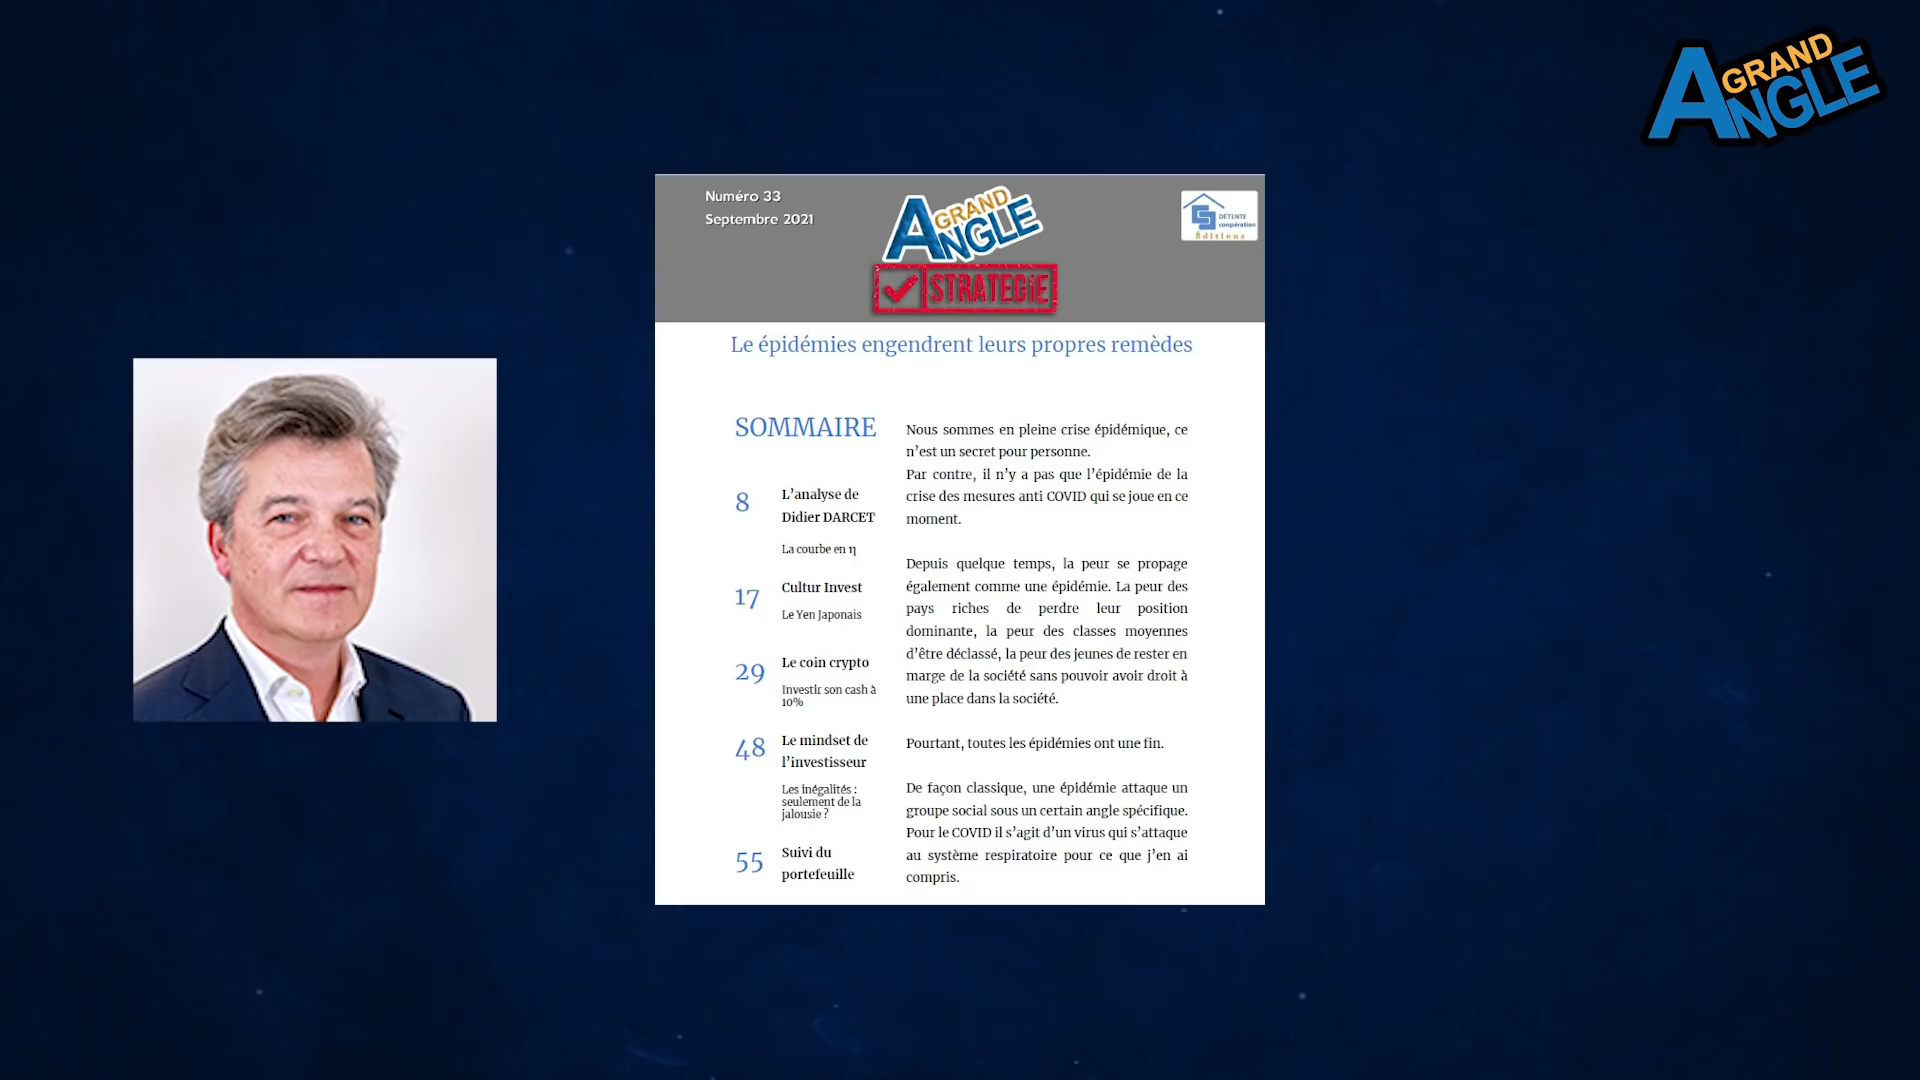 GRAND
ANGLE
Numéro 33
Septembre 2021
GRAND
ANGLE
STRATEGIE
DÉTENTE
coopération
Éditions
Le épidémies engendrent leurs propres remèdes
SOMMAIRE
8
L’analyse de
Didier DARCET
La courbe en η
17
Cultur Invest
Le Yen Japonais
29
Le coin crypto
Investir son cash à
10%
48
Le mindset de
l’investisseur
Les inégalités :
seulement de la
jalousie ?
55
Suivi du
portefeuille
Nous sommes en pleine crise épidémique, ce
n’est un secret pour personne.
Par contre, il n’y a pas que l’épidémie de la
crise des mesures anti COVID qui se joue en ce
moment.
Depuis quelque temps, la peur se propage
également comme une épidémie. La peur des
pays riches de perdre leur position
dominante, la peur des classes moyennes
d’être déclassé, la peur des jeunes de rester en
marge de la société sans pouvoir avoir droit à
une place dans la société.
Pourtant, toutes les épidémies ont une fin.
De façon classique, une épidémie attaque un
groupe social sous un certain angle spécifique.
Pour le COVID il s’agit d’un virus qui s’attaque
au système respiratoire pour ce que j’en ai
compris.